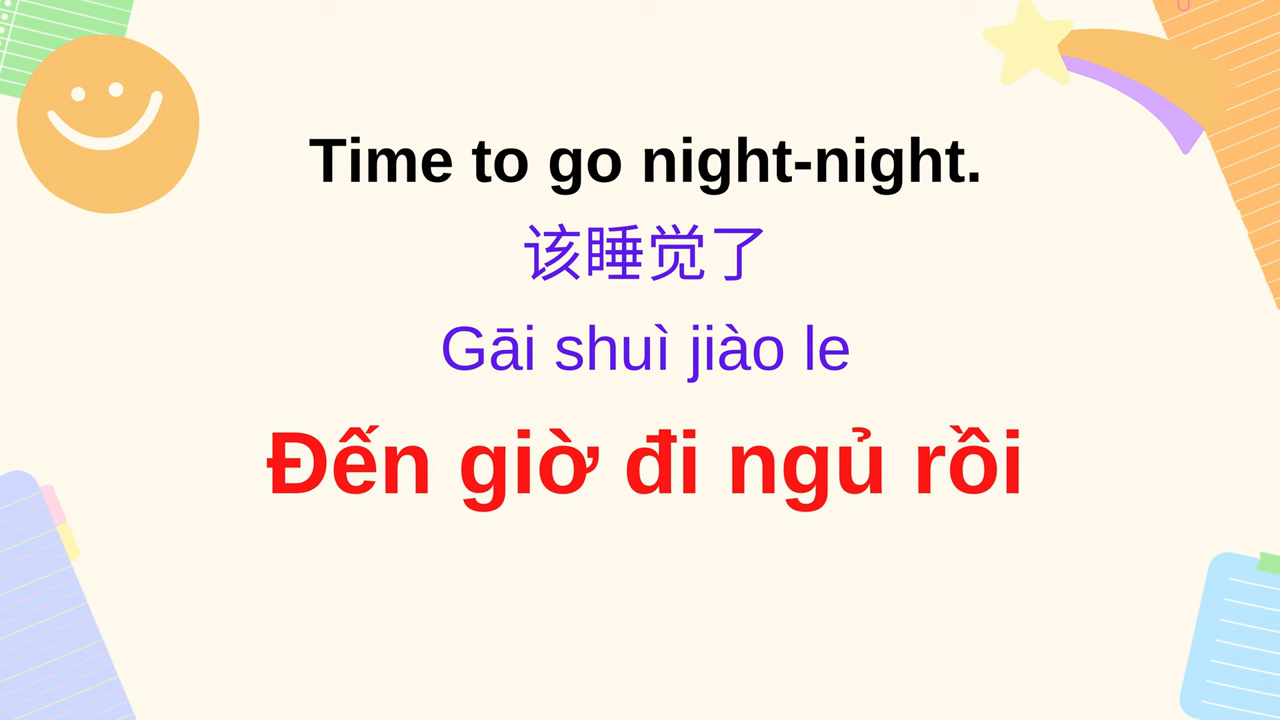 Time to go night-night.
该睡觉了
Gāi shuì jiào le
Đến giờ đi ngủ rồi